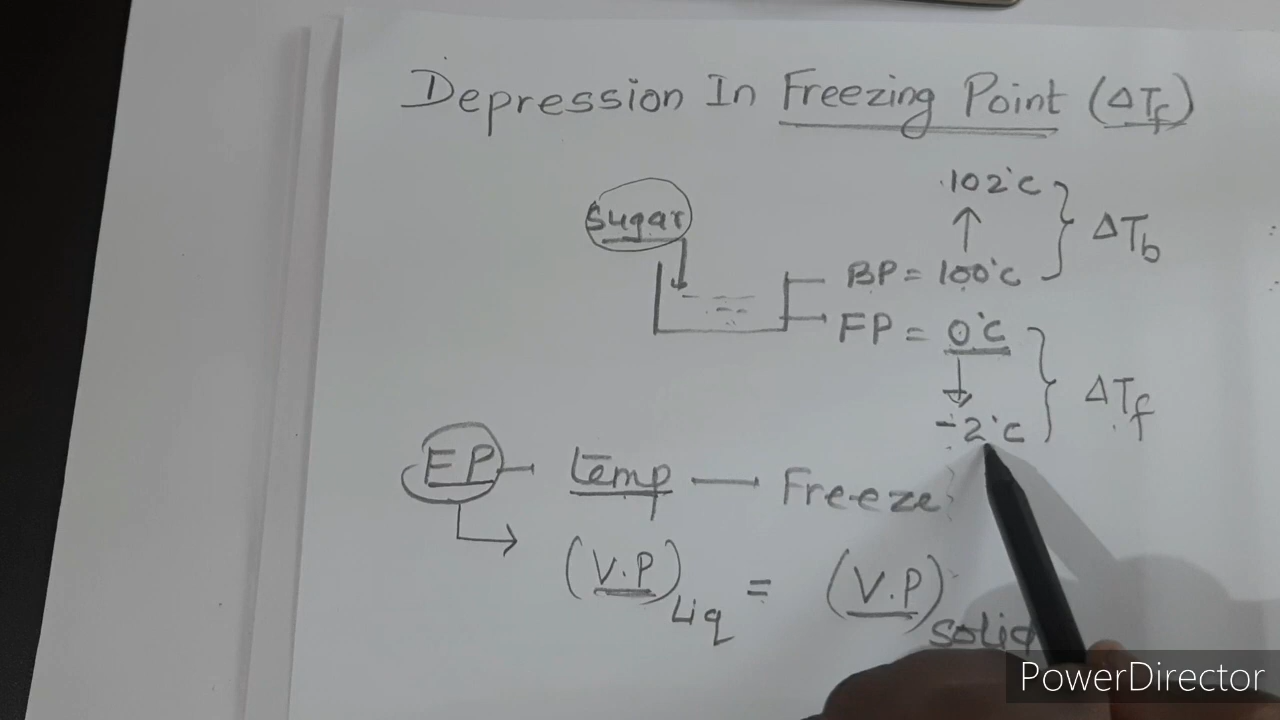 Depression In Freezing Point (ΔTf)
Sugar
102°C
ΔTb
BP = 100°C
FP = 0°C
ΔTf
-2°C
FP - temp — Freeze
(V.P)Liq = (V.P)solid
PowerDirector